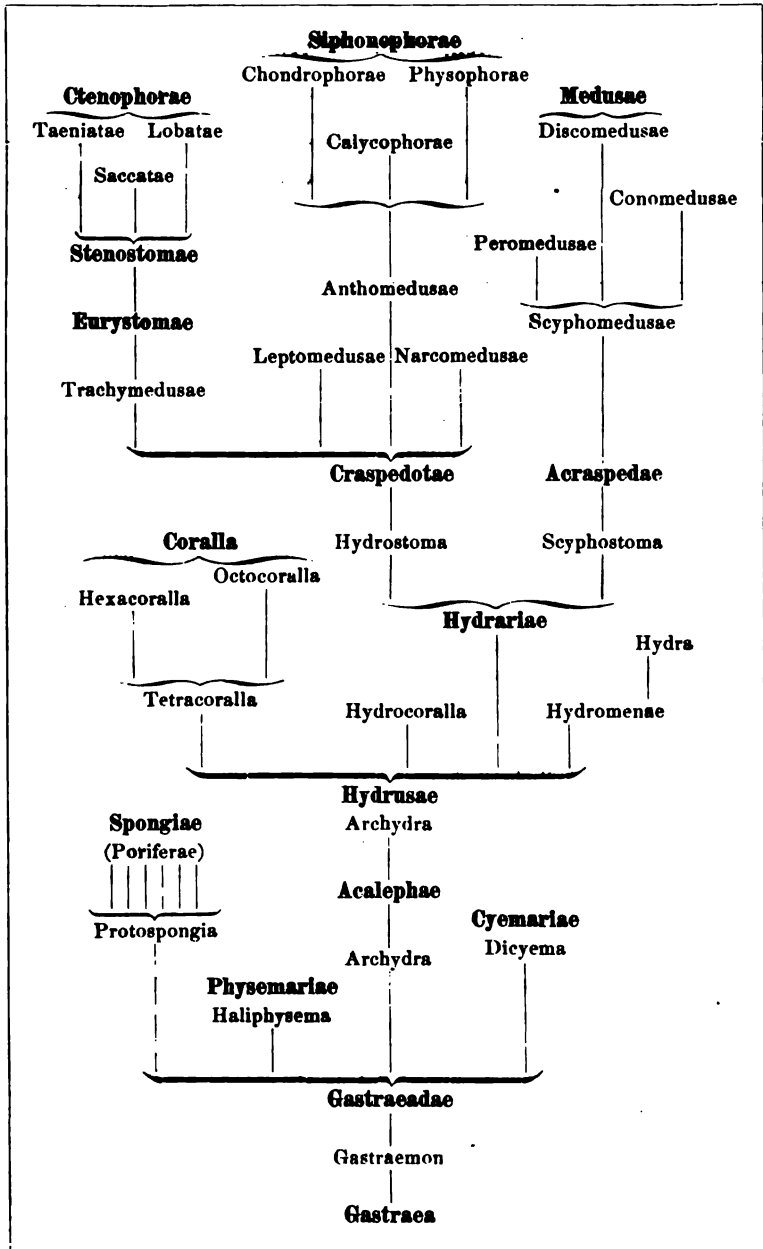 Siphonophorae
Chondrophorae Physophorae
Ctenophorae
Medusae
Taeniatae Lobatae
Discomedusae
Calycophorae
Saccatae
Conomedusae
Peromedusae
Stenostomae
Anthomedusae
Eurystomae
Scyphomedusae
Leptomedusae Narcomedusae
Trachymedusae
Craspedotae
Acraspedae
Coralla
Hydrostoma
Scyphostoma
Octocoralla
Hexacoralla
Hydrariae
Hydra
Tetracoralla
Hydrocoralla
Hydromenae
Hydrusae
Spongiae
Archydra
(Poriferae)
Acalephae
Cyemariae
Protospongia
Dicyema
Archydra
Physemariae
Haliphysema
Gastraeadae
Gastraemon
Gastraea